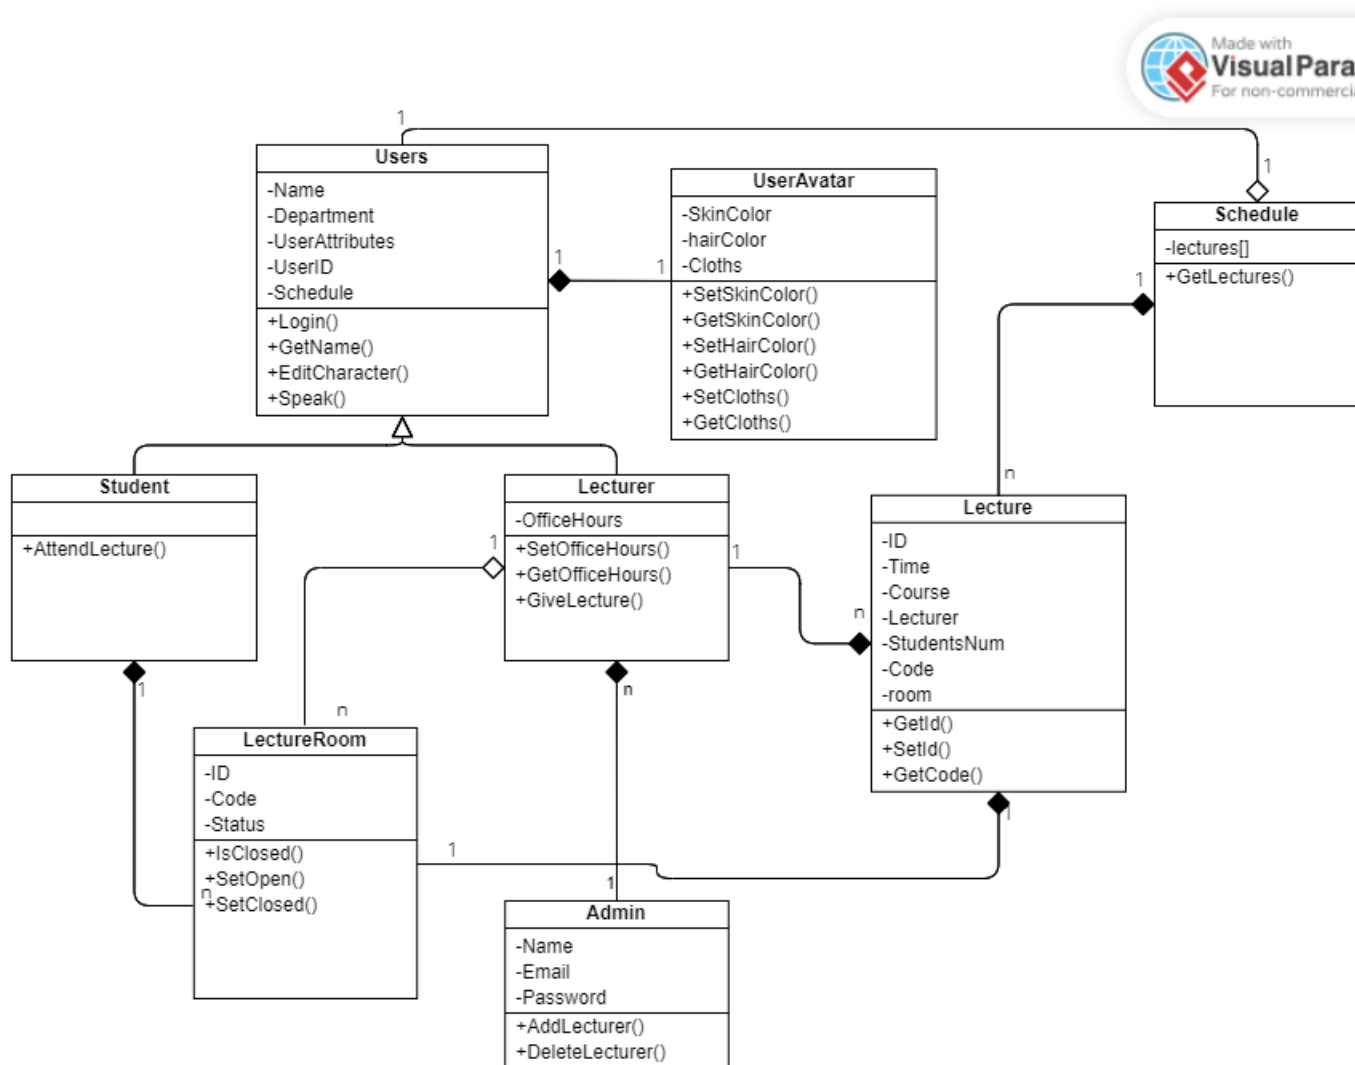 Made with
Visual Para
For non-commercia
1
1
Users
-Name
-Department
-UserAttributes
-UserID
-Schedule
+Login()
+GetName()
+EditCharacter()
+Speak()
1
1
UserAvatar
-SkinColor
-hairColor
-Cloths
+SetSkinColor()
+GetSkinColor()
+SetHairColor()
+GetHairColor()
+SetCloths()
+GetCloths()
Schedule
-lectures[]
+GetLectures()
1
n
Student
+AttendLecture()
1
n
Lecturer
-OfficeHours
+SetOfficeHours()
+GetOfficeHours()
+GiveLecture()
1
n
1
n
n
1
Lecture
-ID
-Time
-Course
-Lecturer
-StudentsNum
-Code
-room
+GetId()
+SetId()
+GetCode()
1
1
LectureRoom
-ID
-Code
-Status
+IsClosed()
+SetOpen()
+SetClosed()
Admin
-Name
-Email
-Password
+AddLecturer()
+DeleteLecturer()